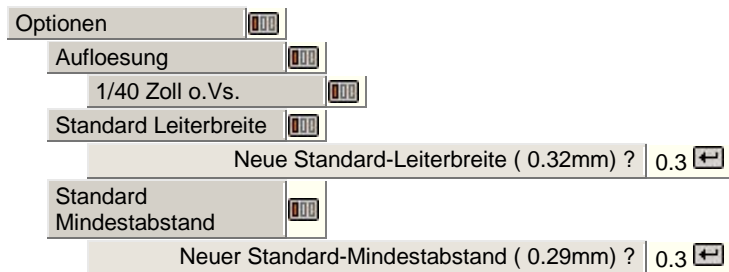 Optionen
Aufloesung
1/40 Zoll o.Vs.
Standard Leiterbreite
Neue Standard-Leiterbreite ( 0.32mm) ? 0.3
Standard
Mindestabstand
Neuer Standard-Mindestabstand ( 0.29mm) ? 0.3